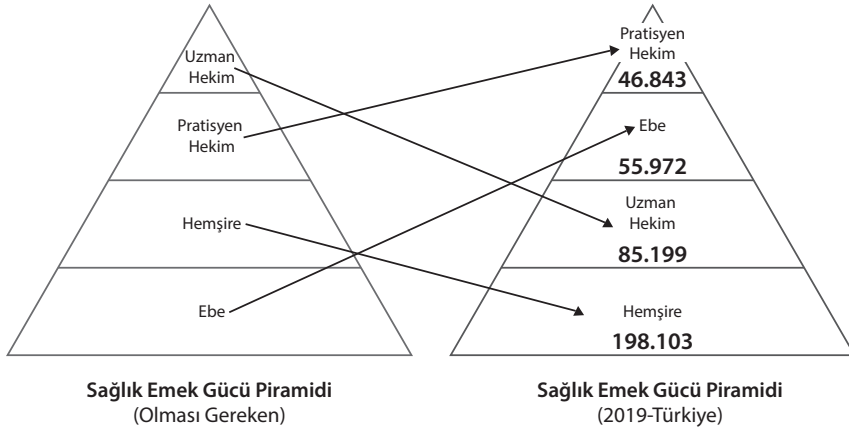 Uzman
Hekim
Pratisyen
Hekim
Hemşire
Ebe
Sağlık Emek Gücü Piramidi
(Olması Gereken)
Pratisyen
Hekim
46.843
Ebe
55.972
Uzman
Hekim
85.199
Hemşire
198.103
Sağlık Emek Gücü Piramidi
(2019-Türkiye)